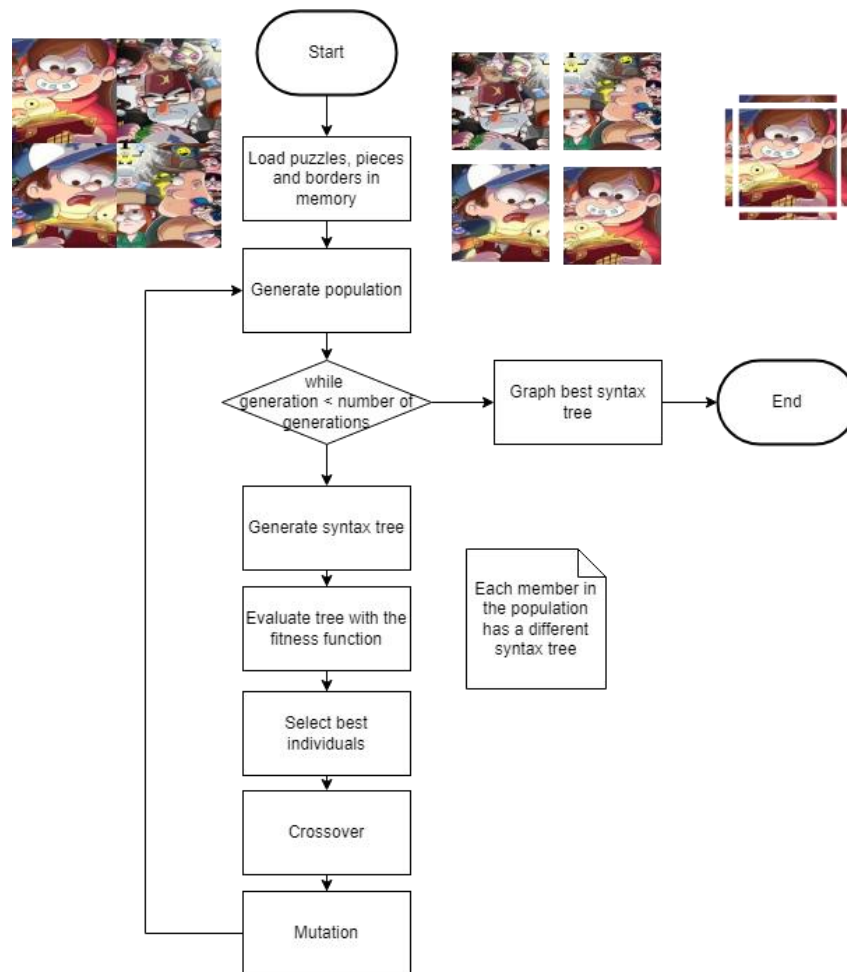 Start
Load puzzles, pieces
and borders in
memory
Generate population
while
generation < number of
generations
Graph best syntax
tree
End
Generate syntax tree
Evaluate tree with the
fitness function
Each member in
the population
has a different
syntax tree
Select best
individuals
Crossover
Mutation